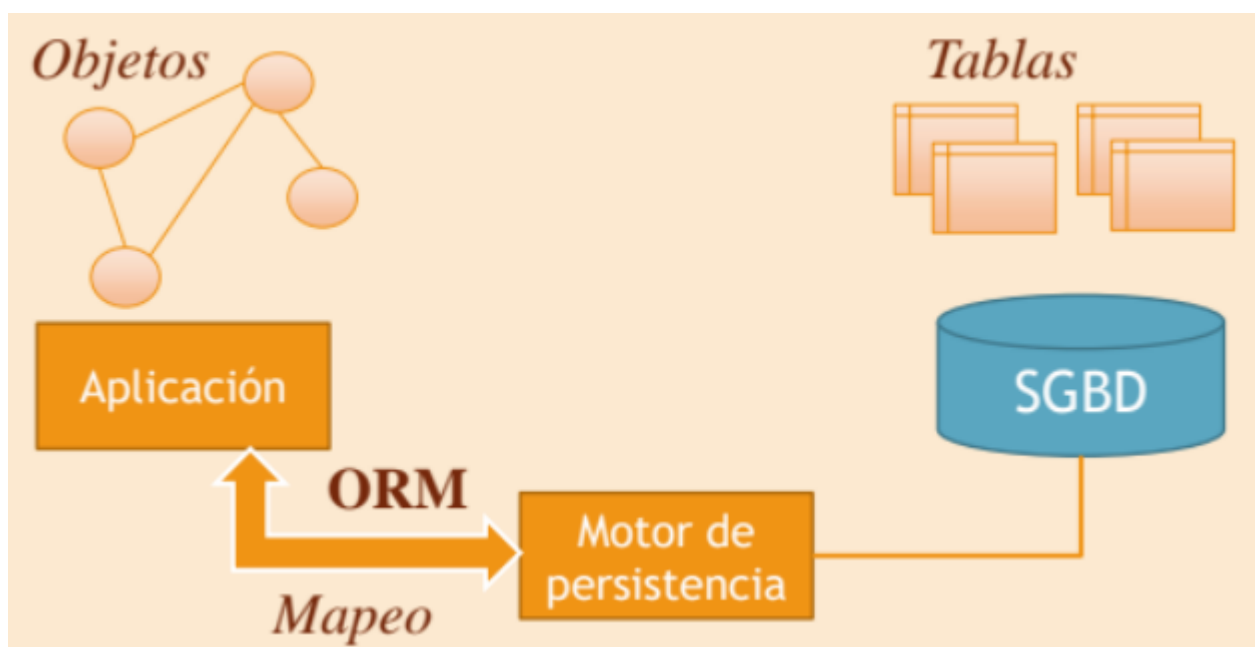 Objetos
Tablas
Aplicación
SGBD
ORM
Motor de
persistencia
Mapeo